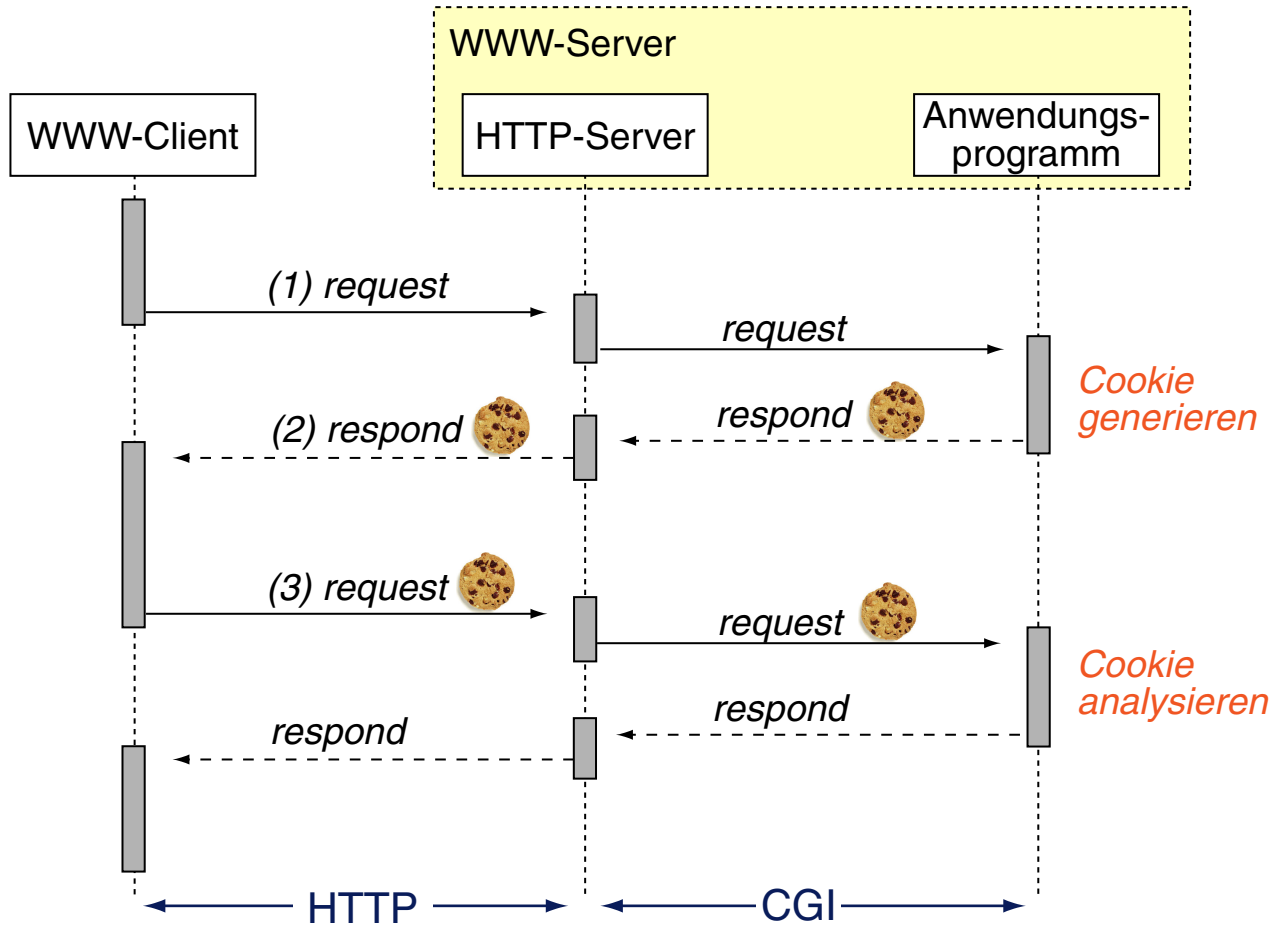 WWW-Server
WWW-Client
HTTP-Server
Anwendungs-
programm
(1) request
request
Cookie
generieren
respond
(2) respond
(3) request
request
Cookie
analysieren
respond
respond
HTTP
CGI